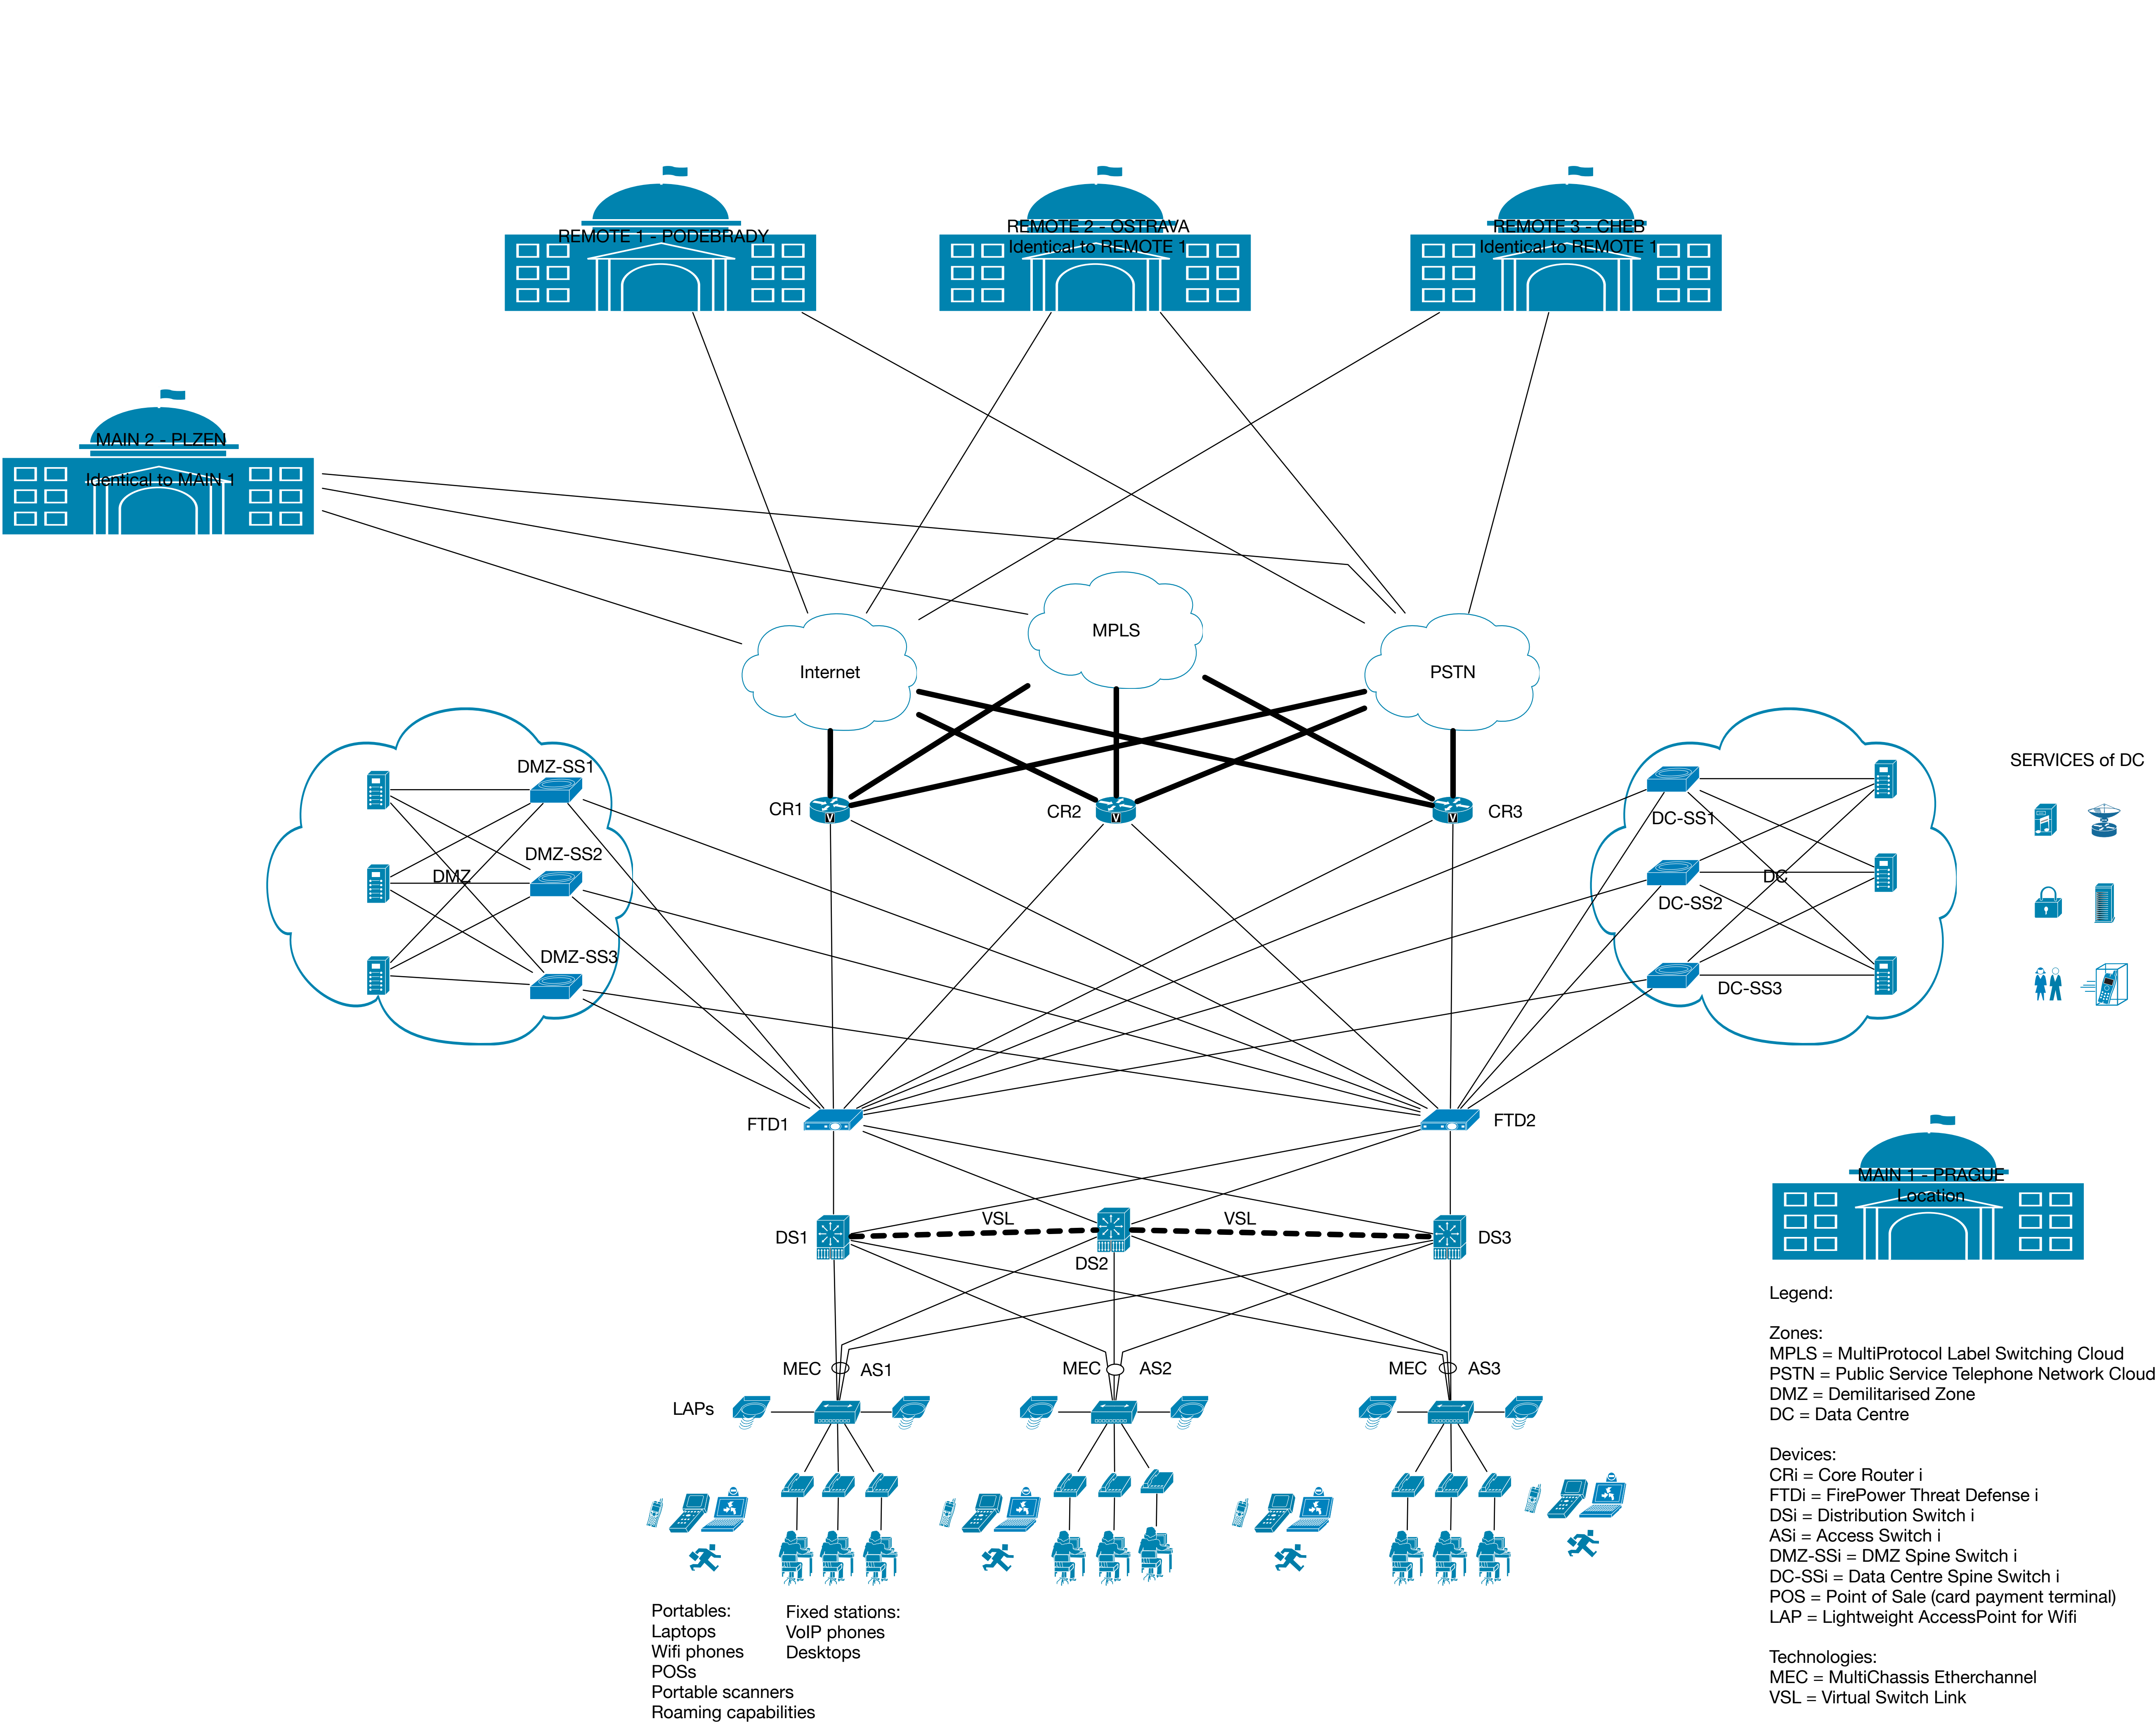 REMOTE 1 - PODEBRADY
REMOTE 2 - OSTRAVA
Identical to REMOTE 1
REMOTE 3 - CHEB
Identical to REMOTE 1
MAIN 2 - PLZEN
Identical to MAIN 1
Internet
MPLS
PSTN
DMZ-SS1
DMZ-SS2
DMZ
DMZ-SS3
CR1
V
CR2
V
V
CR3
DC-SS1
DC
DC-SS2
DC-SS3
SERVICES of DC
FTD1
FTD2
MAIN 1 - PRAGUE
Location
DS1
VSL
DS2
VSL
DS3
MEC
AS1
MEC
AS2
MEC
AS3
LAPs
Portables:
Laptops
Wifi phones
POSs
Portable scanners
Roaming capabilities
Fixed stations:
VoIP phones
Desktops
Legend:
Zones:
MPLS = MultiProtocol Label Switching Cloud
PSTN = Public Service Telephone Network Cloud
DMZ = Demilitarised Zone
DC = Data Centre
Devices:
CRi = Core Router i
FTDi = FirePower Threat Defense i
DSi = Distribution Switch i
ASi = Access Switch i
DMZ-SSi = DMZ Spine Switch i
DC-SSi = Data Centre Spine Switch i
POS = Point of Sale (card payment terminal)
LAP = Lightweight AccessPoint for Wifi
Technologies:
MEC = MultiChassis Etherchannel
VSL = Virtual Switch Link